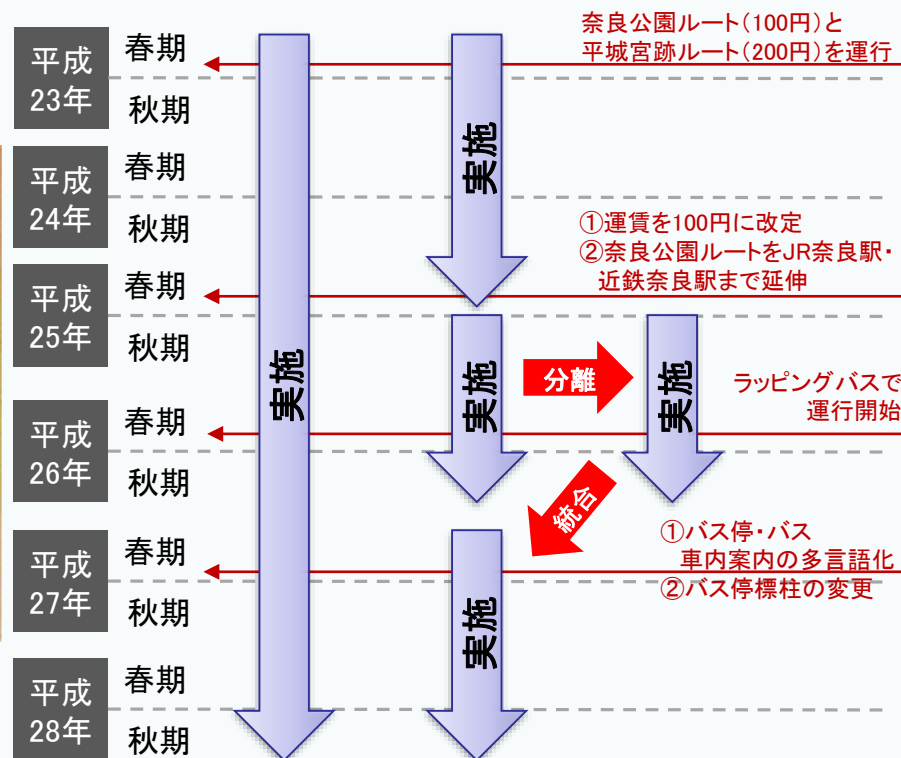 平成
23年
春期
秋期
奈良公園ルート(100円)と
平城宮跡ルート(200円)を運行
実施
平成
24年
春期
秋期
①運賃を100円に改定
②奈良公園ルートをJR奈良駅・
近鉄奈良駅まで延伸
平成
25年
春期
秋期
実施
実施
分離
実施
ラッピングバスで
運行開始
平成
26年
春期
秋期
統合
①バス停・バス
車内案内の多言語化
②バス停標柱の変更
平成
27年
春期
秋期
実施
平成
28年
春期
秋期